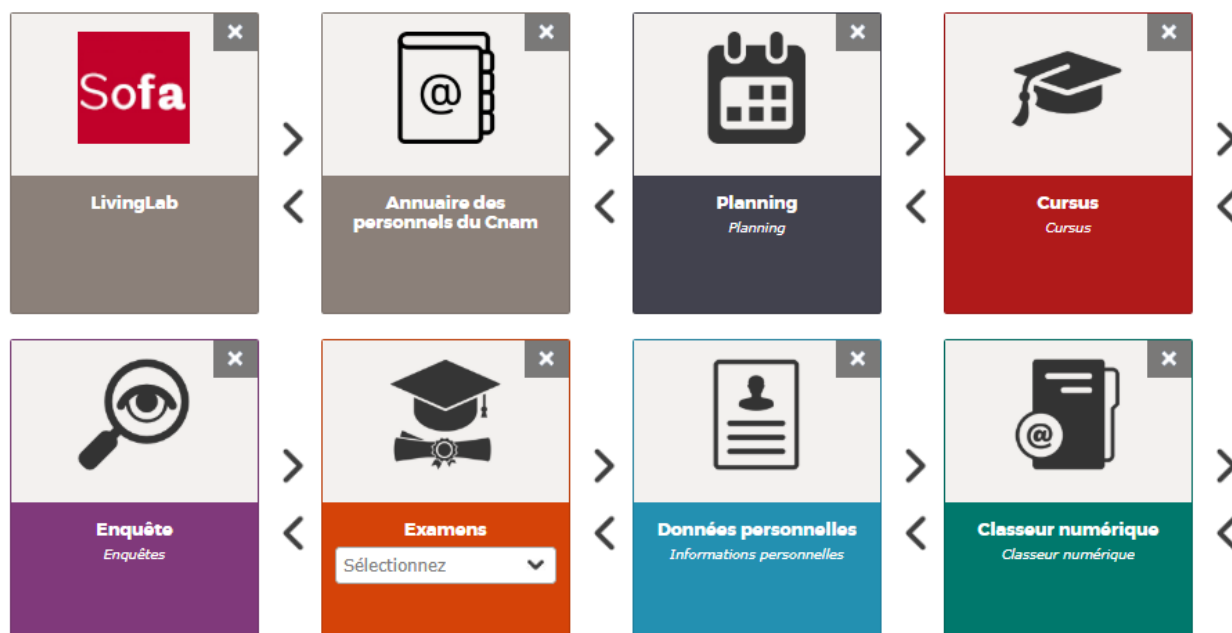 Sofa
LivingLab
@
Annuaire des
personnels du Cnam
Planning
Planning
Cursus
Cursus
Enquête
Enquêtes
Examens
Sélectionnez
Données personnelles
Informations personnelles
@
Classeur numérique
Classeur numérique